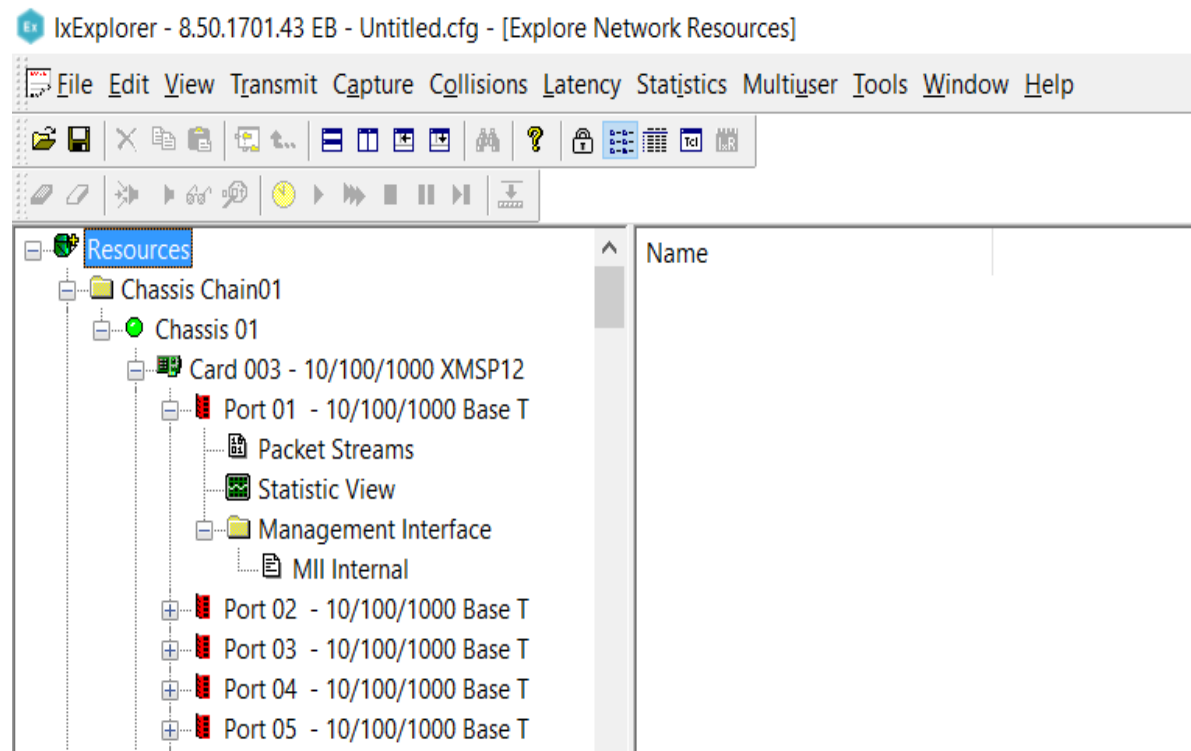 IxExplorer - 8.50.1701.43 EB - Untitled.cfg - [Explore Network Resources]
File Edit View Transmit Capture Collisions Latency Statistics Multiuser Tools Window Help
Resources
Name
Chassis Chain01
Chassis 01
Card 003 - 10/100/1000 XMSP12
Port 01 - 10/100/1000 Base T
Packet Streams
Statistic View
Management Interface
MII Internal
Port 02 - 10/100/1000 Base T
Port 03 - 10/100/1000 Base T
Port 04 - 10/100/1000 Base T
Port 05 - 10/100/1000 Base T